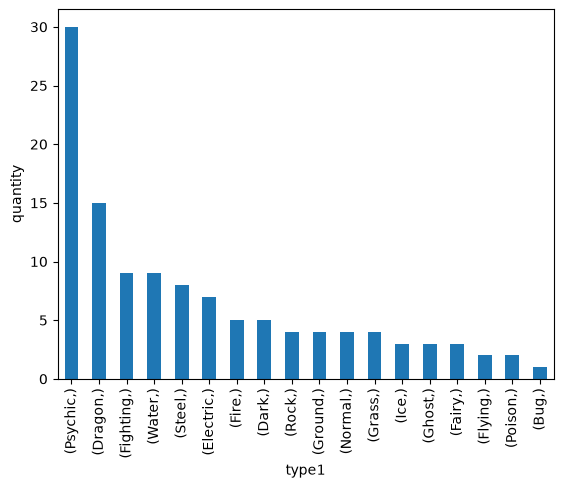 30
25
20
15
10
5
0
quantity
(Psychic,)
(Dragon,)
(Fighting,)
(Water,)
(Steel,)
(Electric,)
(Fire,)
(Dark,)
(Rock,)
(Ground,)
(Normal,)
(Grass,)
(Ice,)
(Ghost,)
(Fairy,)
(Flying,)
(Poison,)
(Bug,)
type1